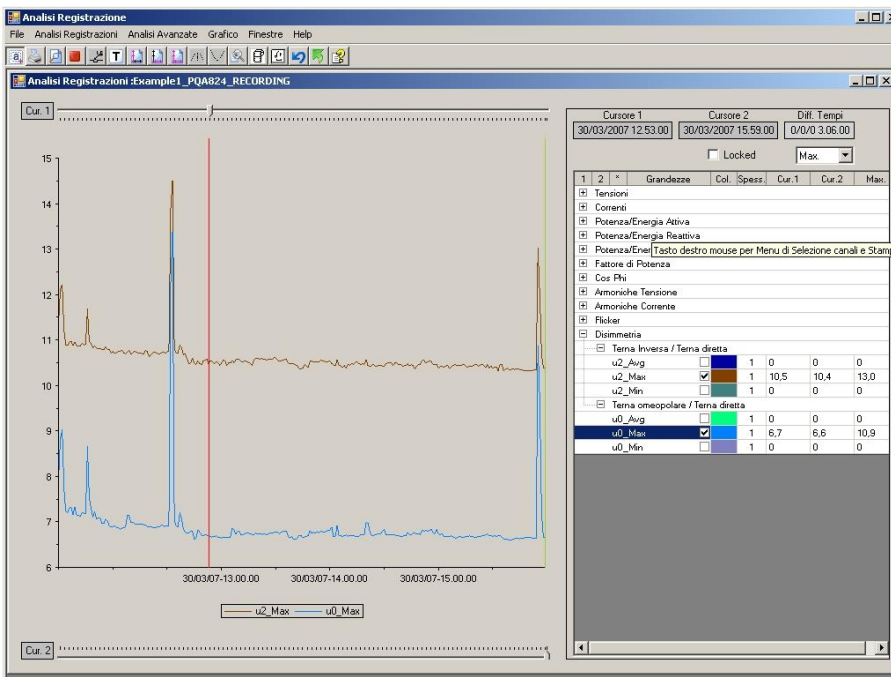 Analisi Registrazione
File Analisi Registrazioni Analisi Avanzate Grafico Finestre Help
Analisi Registrazioni :Example1_PQA824_RECORDING
Cur. 1
15
14
13
12
11
10
9
8
7
6
30/03/07-13.00.00 30/03/07-14.00.00 30/03/07-15.00.00
u2_Max u0_Max
Cur. 2
Cursore 1 Cursore 2 Diff. Tempi
30/03/2007 12.53.00 30/03/2007 15.59.00 0/0/0 3.06.00
Locked Max.
1 2 * Grandezze Col. Spess. Cur.1 Cur.2 Max.
Tensioni
Correnti
Potenza/Energia Attiva
Potenza/Energia Reattiva
Potenza/Ener Tasto destro mouse per Menu di Selezione canali e Stam
Fattore di Potenza
Cos Phi
Armoniche Tensione
Armoniche Corrente
Flicker
Disimmetria
Terna Inversa / Terna diretta
u2_Avg 1 0 0 0
u2_Max 1 10,5 10,4 13,0
u2_Min 1 0 0 0
Terna omeopolare / Terna diretta
u0_Avg 1 0 0 0
u0_Max 1 6,7 6,6 10,9
u0_Min 1 0 0 0